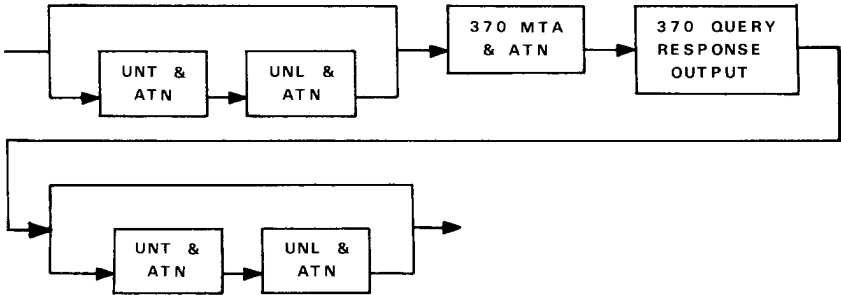 UNT &
ATN
UNL &
ATN
370 MTA
& ATN
370 QUERY
RESPONSE
OUTPUT
UNT &
ATN
UNL &
ATN